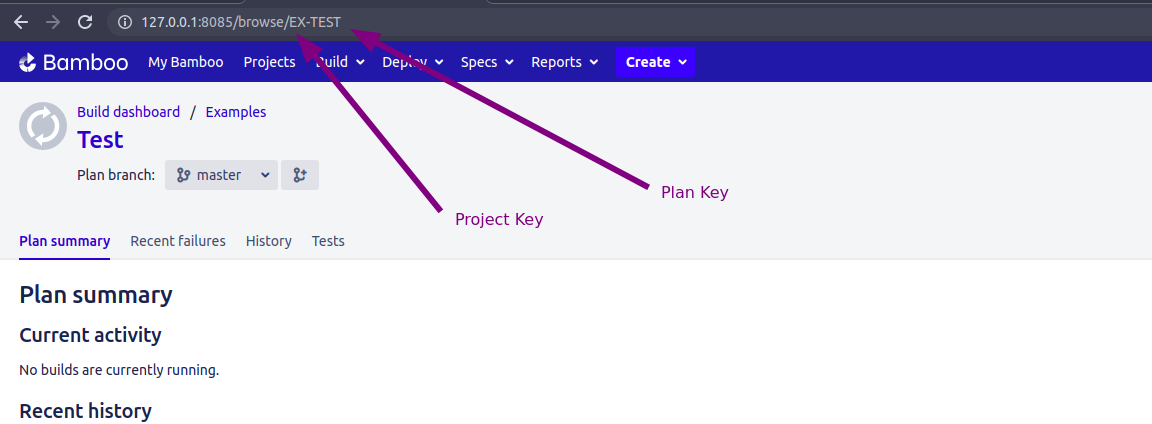 127.0.0.1:8085/browse/EX-TEST
Bamboo My Bamboo Projects Build Deploy Specs Reports Create
Build dashboard / Examples
Test
Plan branch: master
Plan Key
Project Key
Plan summary Recent failures History Tests
Plan summary
Current activity
No builds are currently running.
Recent history